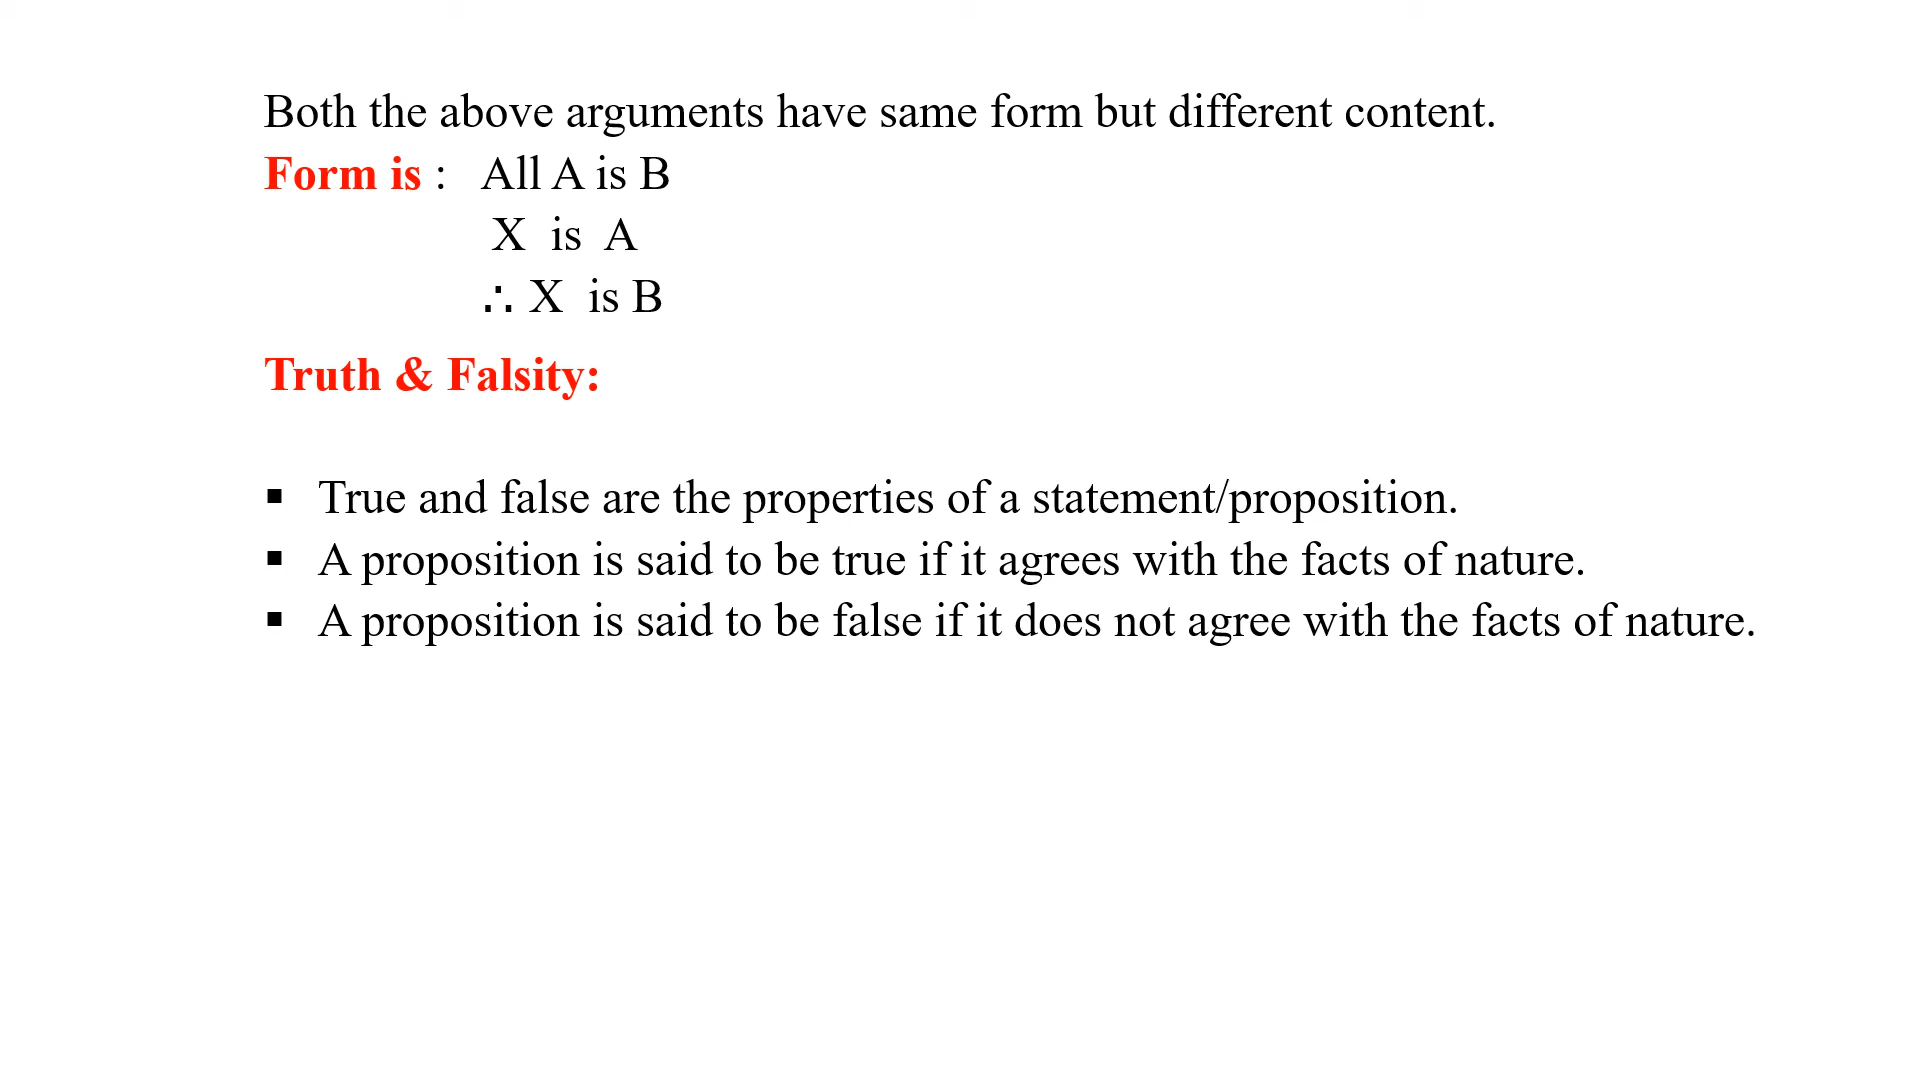 Both the above arguments have same form but different content.
Form is : All A is B
X is A
∴ X is B
Truth & Falsity:
▪ True and false are the properties of a statement/proposition.
▪ A proposition is said to be true if it agrees with the facts of nature.
▪ A proposition is said to be false if it does not agree with the facts of nature.